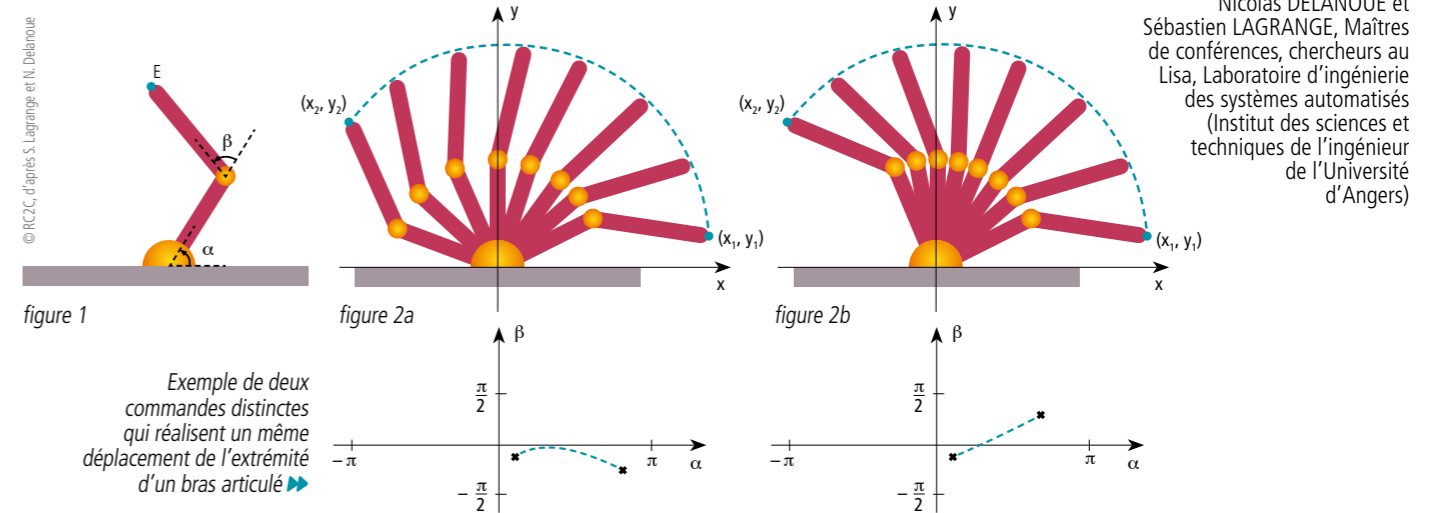 © RC2C, d'après S. Lagrange et N. Delanoue
E
β
α
figure 1
y
(x₂, y₂)
(x₁, y₁)
x
figure 2a
y
(x₂, y₂)
(x₁, y₁)
x
figure 2b
Nicolas DELANOUE et
Sébastien LAGRANGE, Maîtres
de conférences, chercheurs au
Lisa, Laboratoire d'ingénierie
des systèmes automatisés
(Institut des sciences et
techniques de l'ingénieur
de l'Université
d'Angers)
Exemple de deux
commandes distinctes
qui réalisent un même
déplacement de l'extrémité
d'un bras articulé
β
π/2
−π
π
α
− π/2
β
π/2
−π
π
α
− π/2